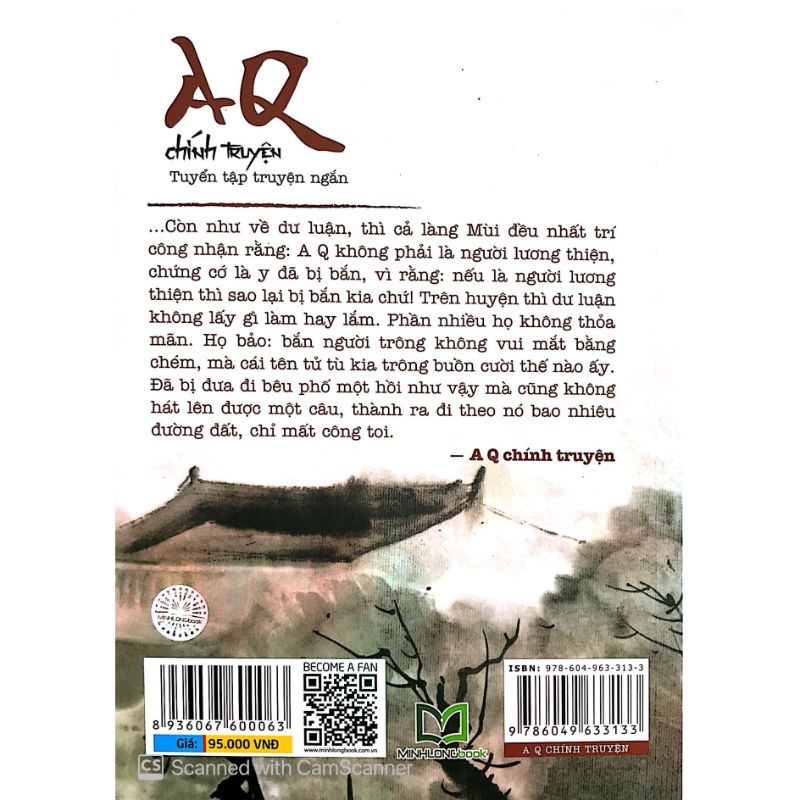 AQ
chính TRUYỆN
Tuyển tập truyện ngắn
...Còn như về dư luận, thì cả làng Mùi đều nhất trí
công nhận rằng: A Q không phải là người lương thiện,
chứng cớ là y đã bị bắn, vì rằng: nếu là người lương
thiện thì sao lại bị bắn kia chứ! Trên huyện thì dư luận
không lấy gì làm hay lắm. Phần nhiều họ không thỏa
mãn. Họ bảo: bắn người trông không vui mắt bằng
chém, mà cái tên tử tù kia trông buồn cười thế nào ấy.
Đã bị đưa đi bêu phố một hồi như vậy mà cũng không
hát lên được một câu, thành ra đi theo nó bao nhiêu
đường đất, chỉ mất công toi.
— A Q chính truyện
MINHLONGbook
BECOME A FAN
ISBN: 978-604-963-313-3
8 936067 600063
www.minhlongbook.com.vn
MINHLONGbook
9 786049 633133
Giá: 95.000 VNĐ
A Q CHÍNH TRUYỆN
CS Scanned with CamScanner